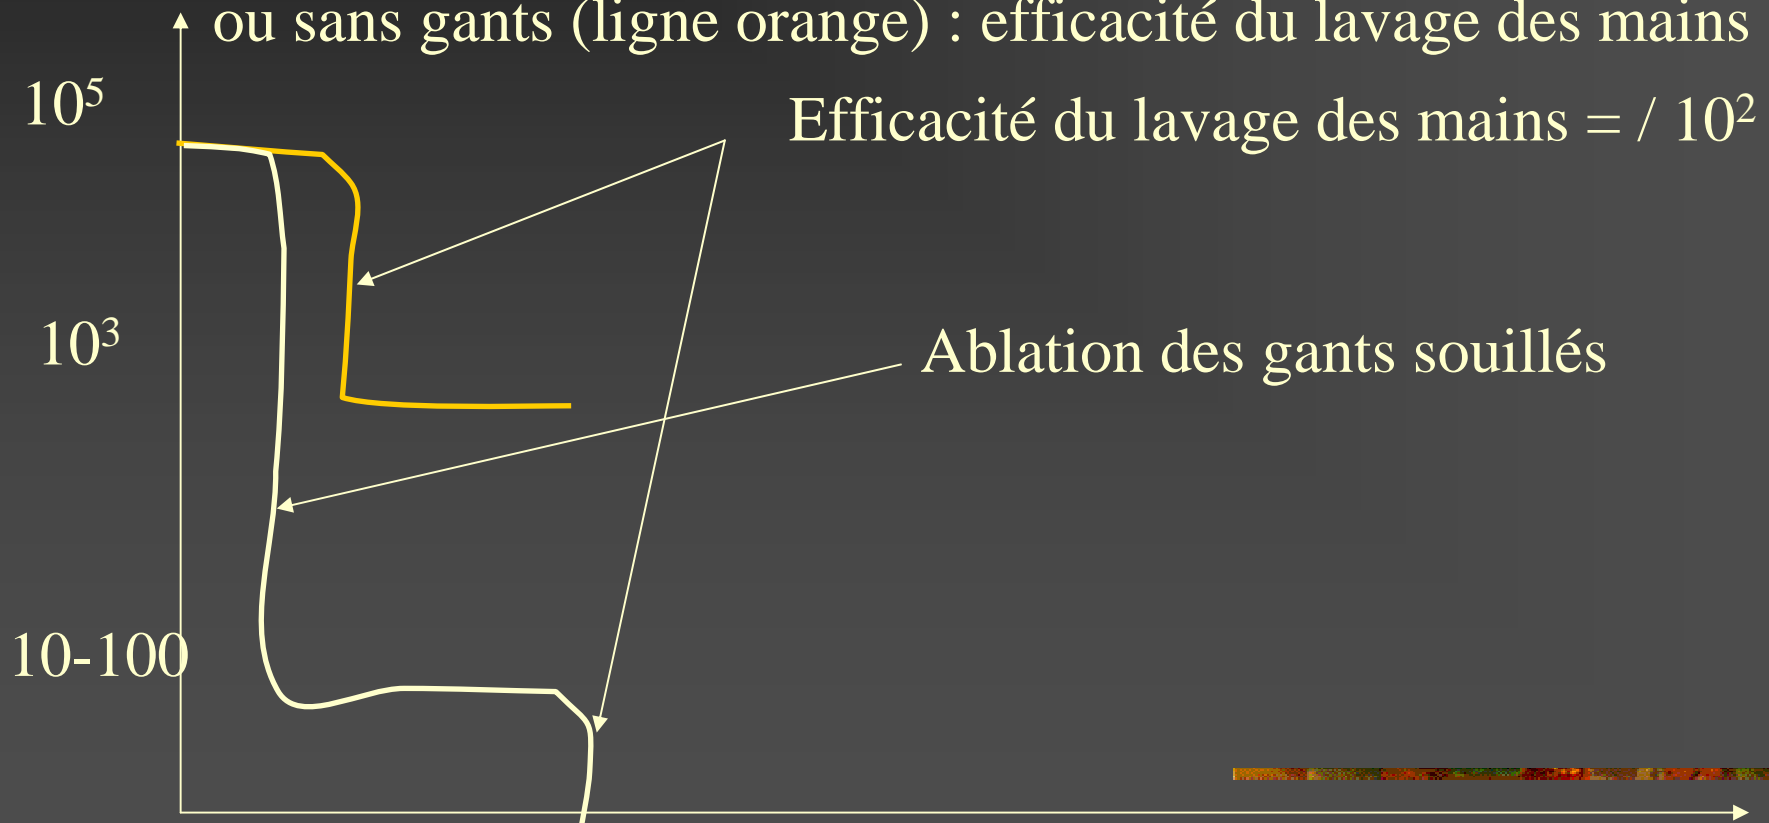 ou sans gants (ligne orange) : efficacité du lavage des mains
10⁵
Efficacité du lavage des mains = / 10²
10³
Ablation des gants souillés
10-100